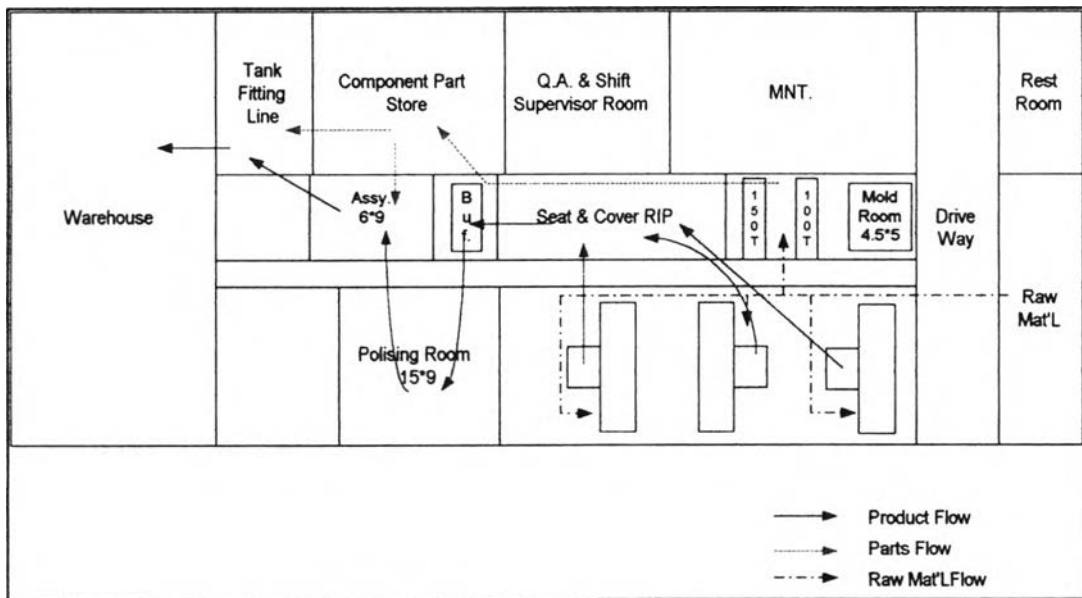 Tank
Fitting
Line
Component Part
Store
Q.A. & Shift
Supervisor Room
MNT.
Rest
Room
Warehouse
Assy.
6*9
B
u
f.
Seat & Cover RIP
1
5
0
T
1
0
0
T
Mold
Room
4.5*5
Drive
Way
Raw
Mat'L
Polising Room
15*9
Product Flow
Parts Flow
Raw Mat'LFlow